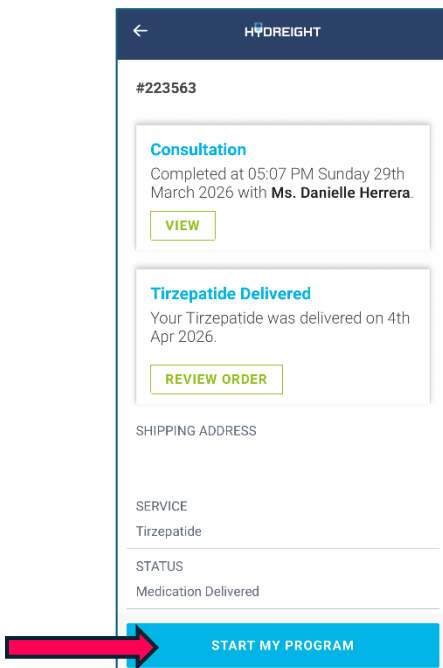 HYDREIGHT
#223563
Consultation
Completed at 05:07 PM Sunday 29th
March 2026 with Ms. Danielle Herrera.
VIEW
Tirzepatide Delivered
Your Tirzepatide was delivered on 4th
Apr 2026.
REVIEW ORDER
SHIPPING ADDRESS
SERVICE
Tirzepatide
STATUS
Medication Delivered
START MY PROGRAM